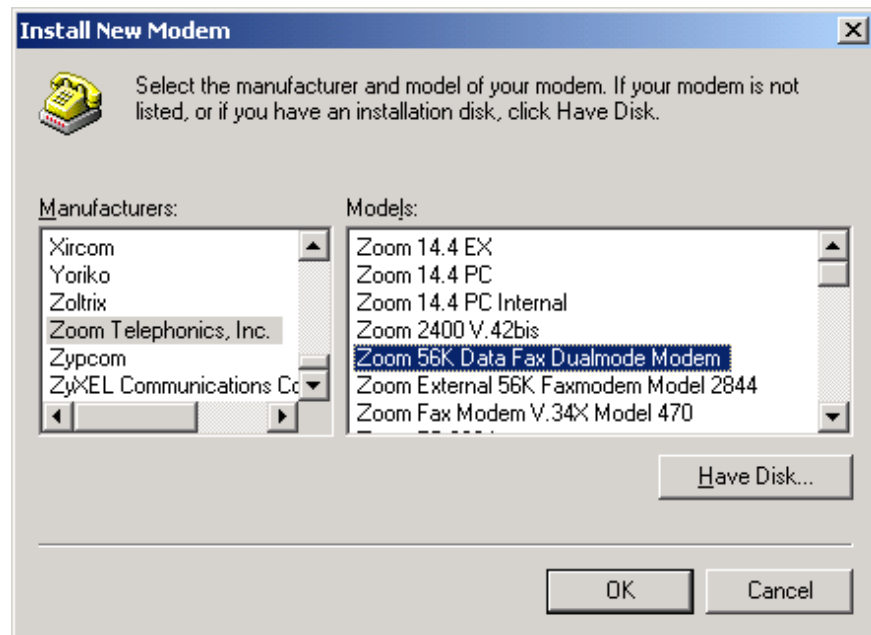 Install New Modem
Select the manufacturer and model of your modem. If your modem is not
listed, or if you have an installation disk, click Have Disk.
Manufacturers:
Xircom
Yoriko
Zoltrix
Zoom Telephonics, Inc.
Zypcom
ZyXEL Communications Co
Models:
Zoom 14.4 EX
Zoom 14.4 PC
Zoom 14.4 PC Internal
Zoom 2400 V.42bis
Zoom 56K Data Fax Dualmode Modem
Zoom External 56K Faxmodem Model 2844
Zoom Fax Modem V.34X Model 470
Have Disk...
OK
Cancel